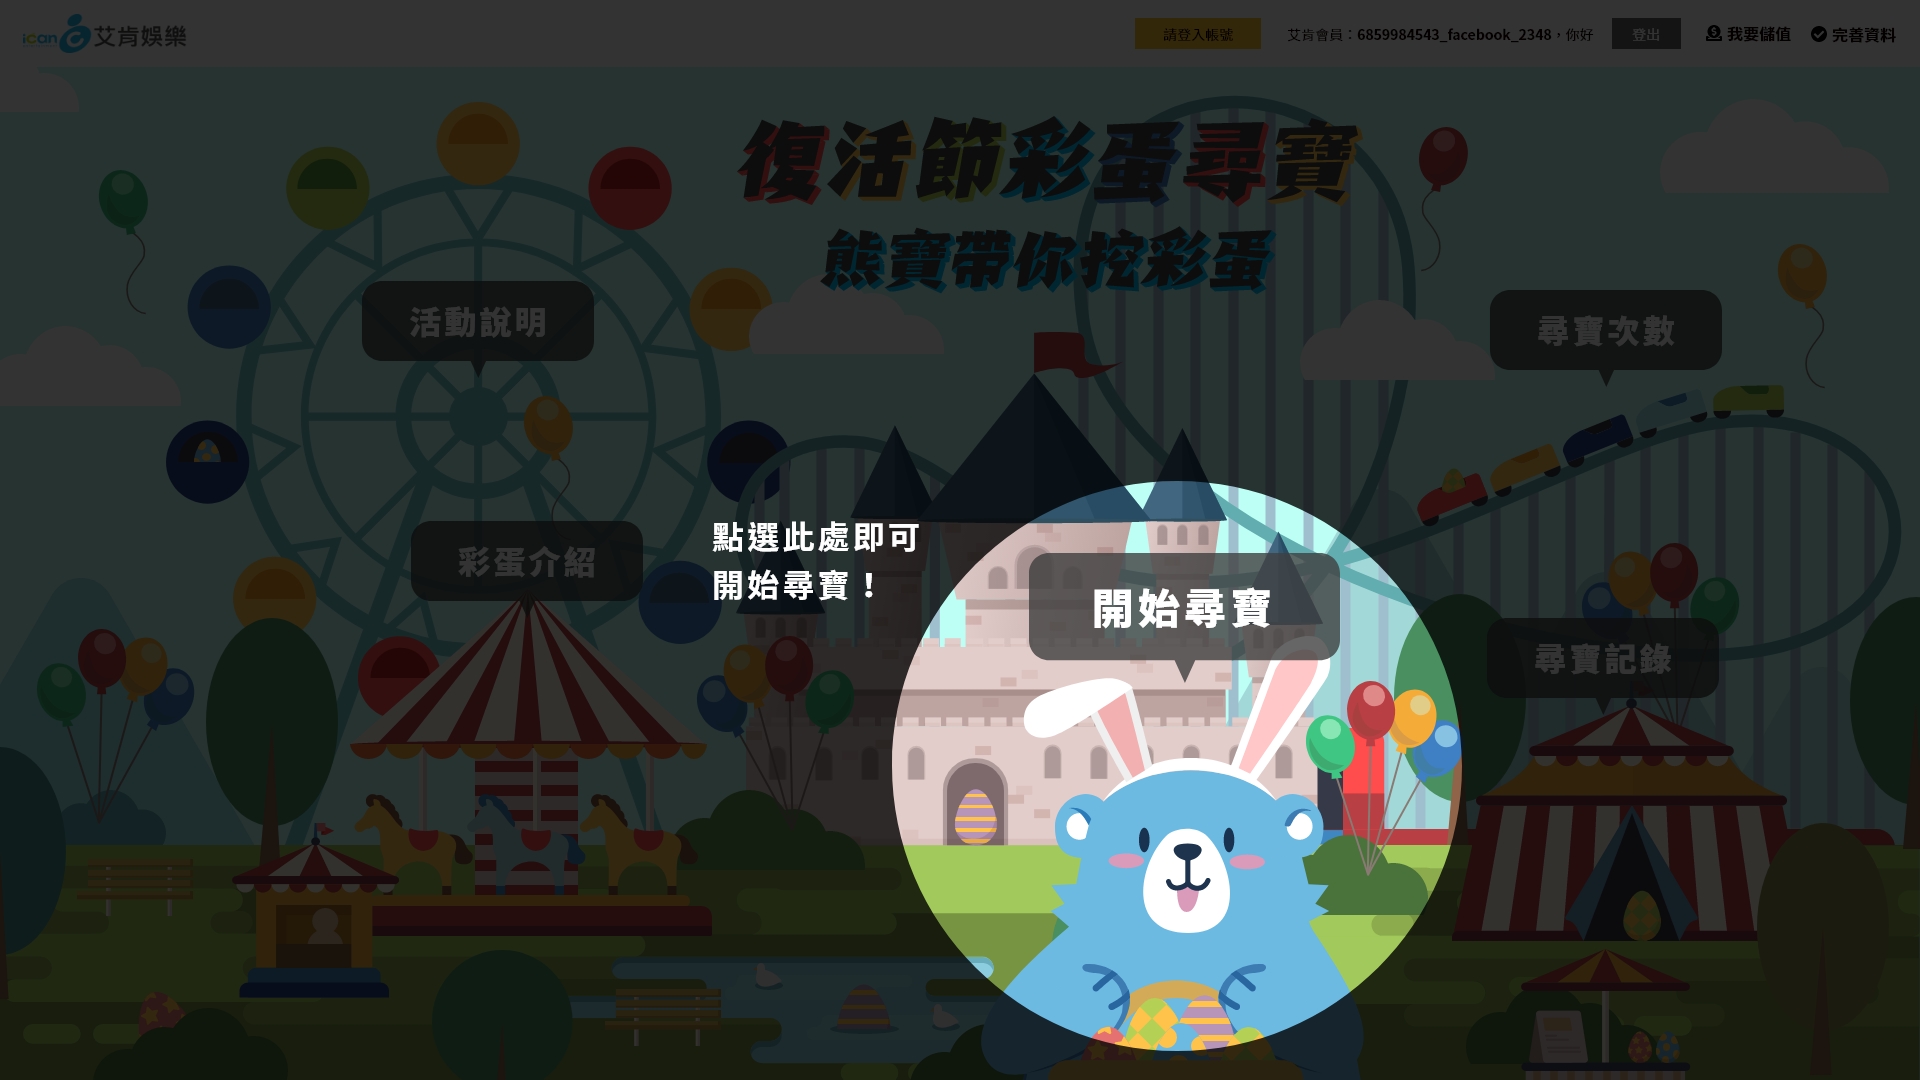 ican 艾肯娛樂
請登入帳號
艾肯會員：6859984543_facebook_2348，你好
登出
我要儲值
完善資料
復活節彩蛋尋寶
熊寶帶你挖彩蛋
活動說明
尋寶次數
彩蛋介紹
點選此處即可
開始尋寶！
開始尋寶
尋寶記錄